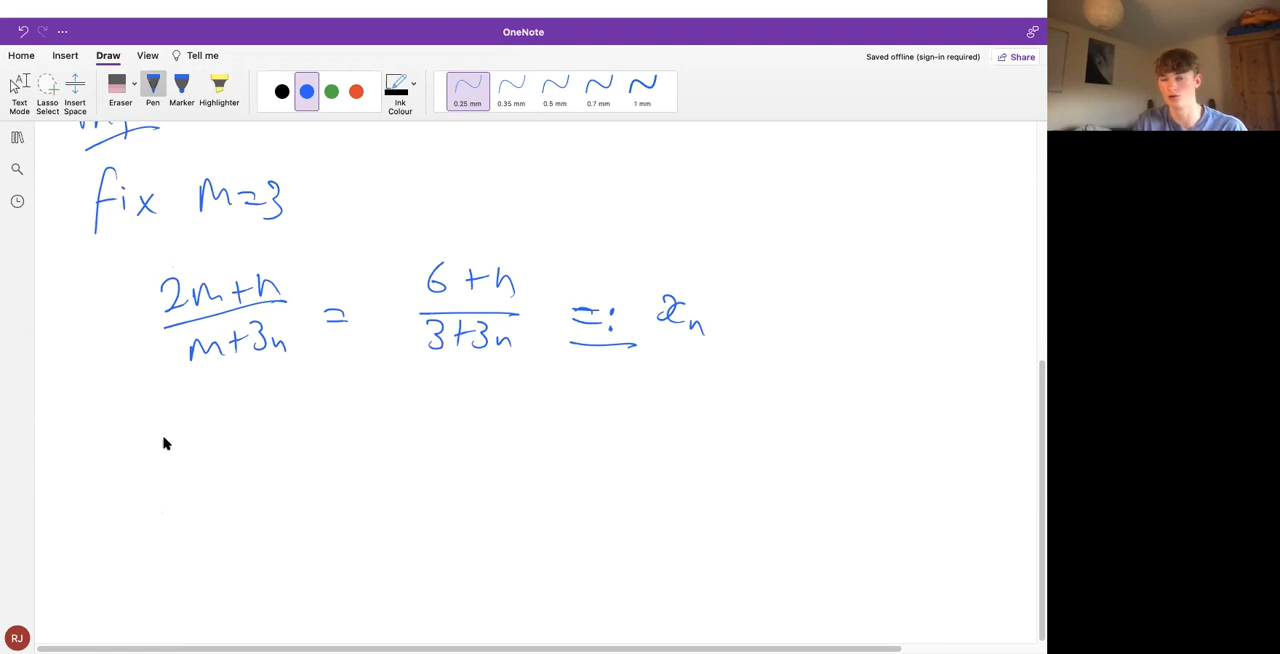 OneNote
Home Insert Draw View Tell me
Saved offline (sign-in required) Share
Text Mode
Lasso Select
Insert Space
Eraser
Pen
Marker
Highlighter
Ink Colour
0.25 mm 0.35 mm 0.5 mm 0.7 mm 1 mm
fix m=3
2m+n / m+3n = 6+n / 3+3n =: xₙ
RJ